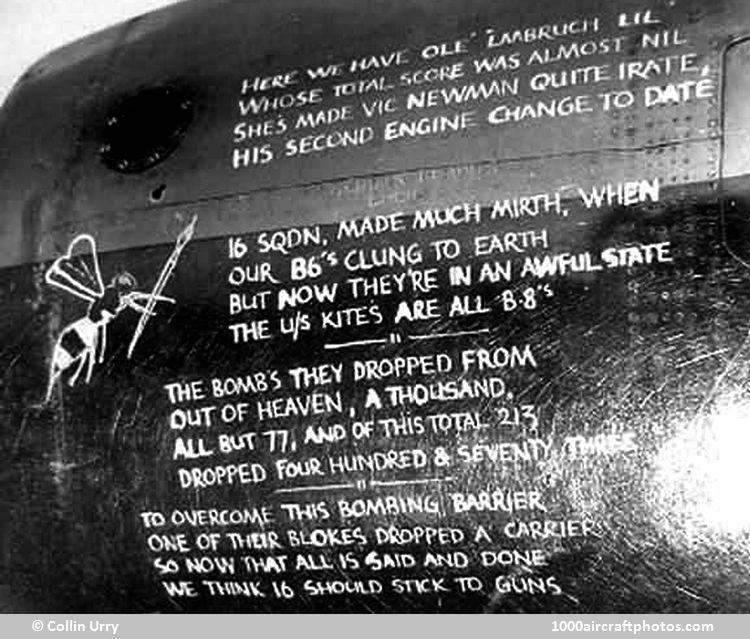 HERE WE HAVE OLE' "LMBRUCH LIL"
WHOSE TOTAL SCORE WAS ALMOST NIL
SHE'S MADE VIC NEWMAN QUITE IRATE,
HIS SECOND ENGINE CHANGE TO DATE
16 SQDN, MADE MUCH MIRTH, WHEN
OUR B6's CLUNG TO EARTH
BUT NOW THEY'RE IN AN AWFUL STATE
THE U/S KITES ARE ALL B-8's
THE BOMB'S THEY DROPPED FROM
OUT OF HEAVEN, A THOUSAND,
ALL BUT 77, AND OF THIS TOTAL 213
DROPPED FOUR HUNDRED & SEVENTY THREE
TO OVERCOME THIS BOMBING BARRIER
ONE OF THEIR BLOKES DROPPED A CARRIER
SO NOW THAT ALL IS SAID AND DONE
WE THINK 16 SHOULD STICK TO GUNS
© Collin Urry
1000aircraftphotos.com